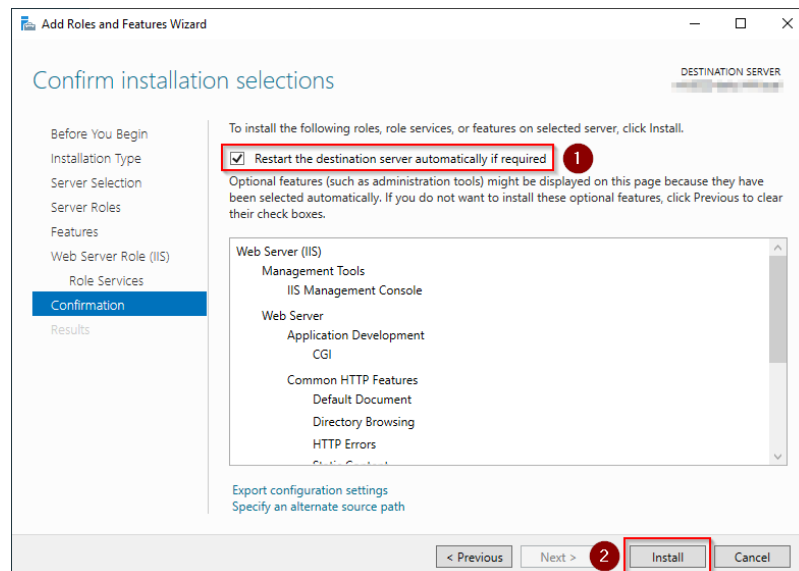 Add Roles and Features Wizard
Confirm installation selections
DESTINATION SERVER
Before You Begin
Installation Type
Server Selection
Server Roles
Features
Web Server Role (IIS)
Role Services
Confirmation
Results
To install the following roles, role services, or features on selected server, click Install.
Restart the destination server automatically if required
1
Optional features (such as administration tools) might be displayed on this page because they have
been selected automatically. If you do not want to install these optional features, click Previous to clear
their check boxes.
Web Server (IIS)
Management Tools
IIS Management Console
Web Server
Application Development
CGI
Common HTTP Features
Default Document
Directory Browsing
HTTP Errors
Export configuration settings
Specify an alternate source path
< Previous
Next >
2
Install
Cancel